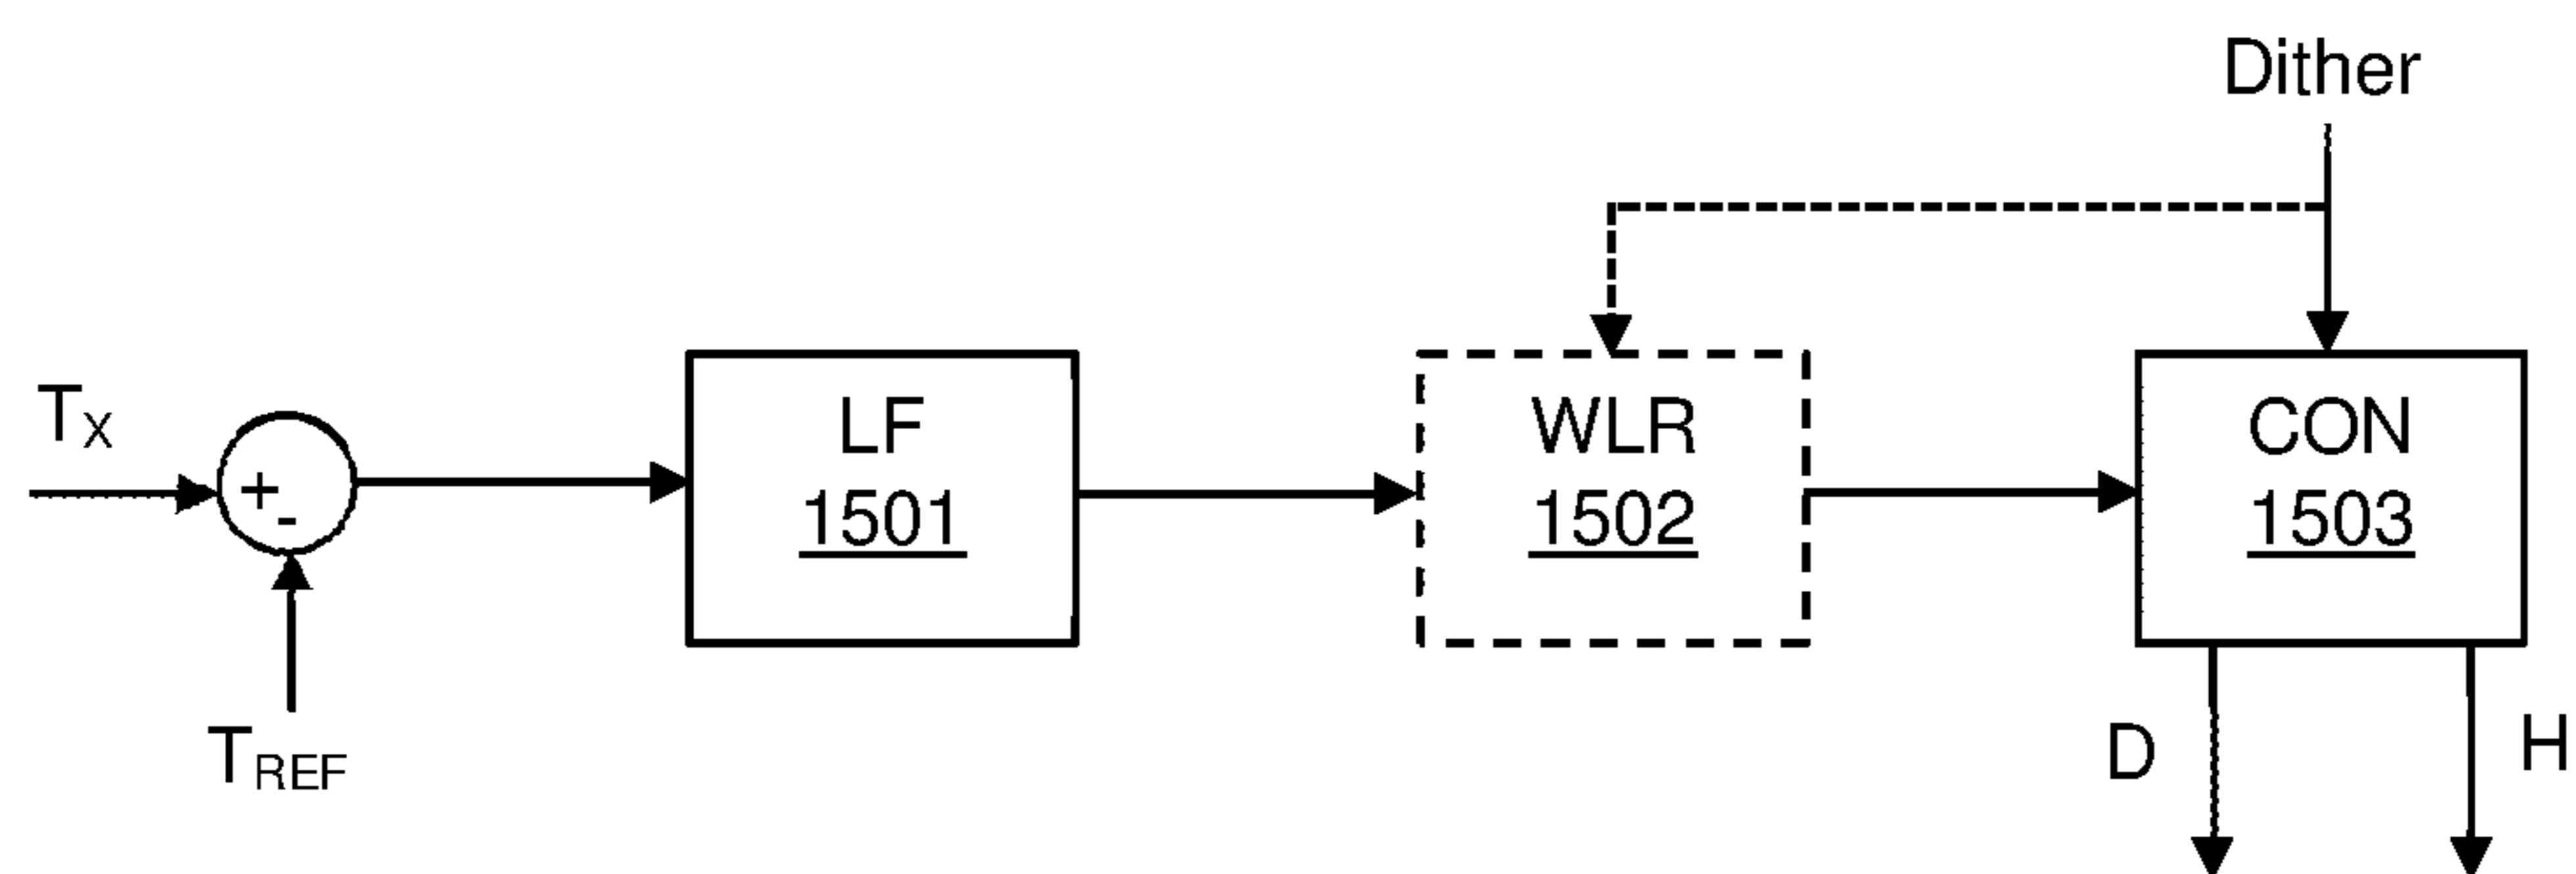 Dither
TX
+
-
TREF
LF
1501
WLR
1502
CON
1503
D
H